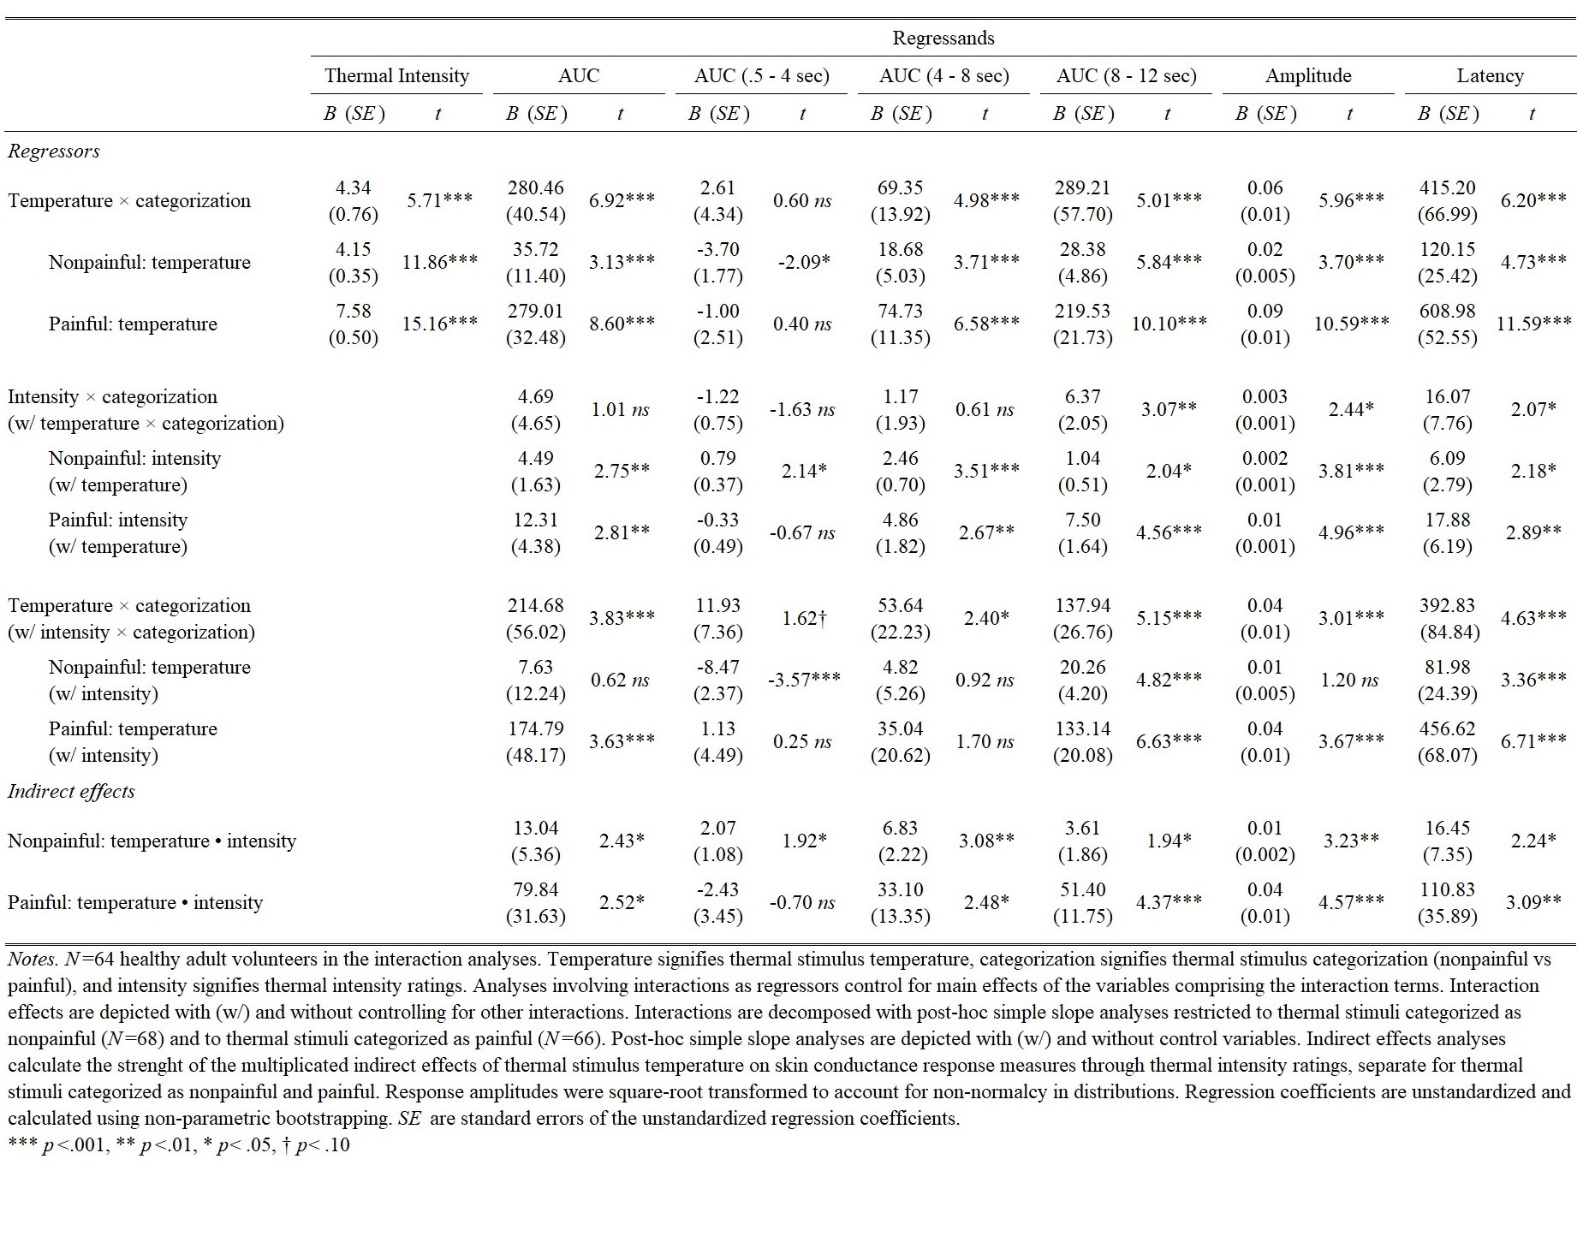 Regressands
Thermal Intensity AUC AUC (.5 - 4 sec) AUC (4 - 8 sec) AUC (8 - 12 sec) Amplitude Latency
B (SE) t B (SE) t B (SE) t B (SE) t B (SE) t B (SE) t B (SE) t
Regressors
Temperature × categorization 4.34 (0.76) 5.71*** 280.46 (40.54) 6.92*** 2.61 (4.34) 0.60 ns 69.35 (13.92) 4.98*** 289.21 (57.70) 5.01*** 0.06 (0.01) 5.96*** 415.20 (66.99) 6.20***
Nonpainful: temperature 4.15 (0.35) 11.86*** 35.72 (11.40) 3.13*** -3.70 (1.77) -2.09* 18.68 (5.03) 3.71*** 28.38 (4.86) 5.84*** 0.02 (0.005) 3.70*** 120.15 (25.42) 4.73***
Painful: temperature 7.58 (0.50) 15.16*** 279.01 (32.48) 8.60*** -1.00 (2.51) 0.40 ns 74.73 (11.35) 6.58*** 219.53 (21.73) 10.10*** 0.09 (0.01) 10.59*** 608.98 (52.55) 11.59***
Intensity × categorization (w/ temperature × categorization) 4.69 (4.65) 1.01 ns -1.22 (0.75) -1.63 ns 1.17 (1.93) 0.61 ns 6.37 (2.05) 3.07** 0.003 (0.001) 2.44* 16.07 (7.76) 2.07*
Nonpainful: intensity (w/ temperature) 4.49 (1.63) 2.75** 0.79 (0.37) 2.14* 2.46 (0.70) 3.51*** 1.04 (0.51) 2.04* 0.002 (0.001) 3.81*** 6.09 (2.79) 2.18*
Painful: intensity (w/ temperature) 12.31 (4.38) 2.81** -0.33 (0.49) -0.67 ns 4.86 (1.82) 2.67** 7.50 (1.64) 4.56*** 0.01 (0.001) 4.96*** 17.88 (6.19) 2.89**
Temperature × categorization (w/ intensity × categorization) 214.68 (56.02) 3.83*** 11.93 (7.36) 1.62† 53.64 (22.23) 2.40* 137.94 (26.76) 5.15*** 0.04 (0.01) 3.01*** 392.83 (84.84) 4.63***
Nonpainful: temperature (w/ intensity) 7.63 (12.24) 0.62 ns -8.47 (2.37) -3.57*** 4.82 (5.26) 0.92 ns 20.26 (4.20) 4.82*** 0.01 (0.005) 1.20 ns 81.98 (24.39) 3.36***
Painful: temperature (w/ intensity) 174.79 (48.17) 3.63*** 1.13 (4.49) 0.25 ns 35.04 (20.62) 1.70 ns 133.14 (20.08) 6.63*** 0.04 (0.01) 3.67*** 456.62 (68.07) 6.71***
Indirect effects
Nonpainful: temperature • intensity 13.04 (5.36) 2.43* 2.07 (1.08) 1.92* 6.83 (2.22) 3.08** 3.61 (1.86) 1.94* 0.01 (0.002) 3.23** 16.45 (7.35) 2.24*
Painful: temperature • intensity 79.84 (31.63) 2.52* -2.43 (3.45) -0.70 ns 33.10 (13.35) 2.48* 51.40 (11.75) 4.37*** 0.04 (0.01) 4.57*** 110.83 (35.89) 3.09**
Notes. N=64 healthy adult volunteers in the interaction analyses. Temperature signifies thermal stimulus temperature, categorization signifies thermal stimulus categorization (nonpainful vs
painful), and intensity signifies thermal intensity ratings. Analyses involving interactions as regressors control for main effects of the variables comprising the interaction terms. Interaction
effects are depicted with (w/) and without controlling for other interactions. Interactions are decomposed with post-hoc simple slope analyses restricted to thermal stimuli categorized as
nonpainful (N=68) and to thermal stimuli categorized as painful (N=66). Post-hoc simple slope analyses are depicted with (w/) and without control variables. Indirect effects analyses
calculate the strenght of the multiplicated indirect effects of thermal stimulus temperature on skin conductance response measures through thermal intensity ratings, separate for thermal
stimuli categorized as nonpainful and painful. Response amplitudes were square-root transformed to account for non-normalcy in distributions. Regression coefficients are unstandardized and
calculated using non-parametric bootstrapping. SE are standard errors of the unstandardized regression coefficients.
*** p<.001, ** p<.01, * p< .05, † p< .10